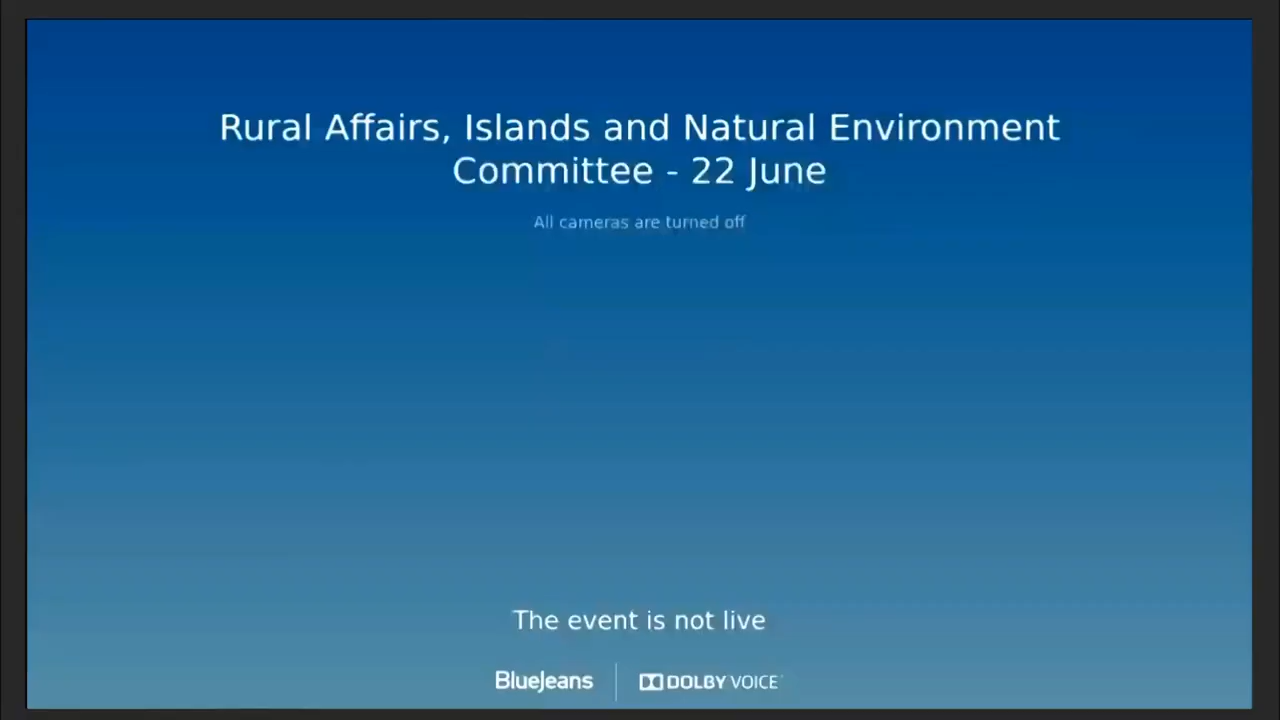 Rural Affairs, Islands and Natural Environment
Committee - 22 June
All cameras are turned off
The event is not live
BlueJeans DOLBY VOICE